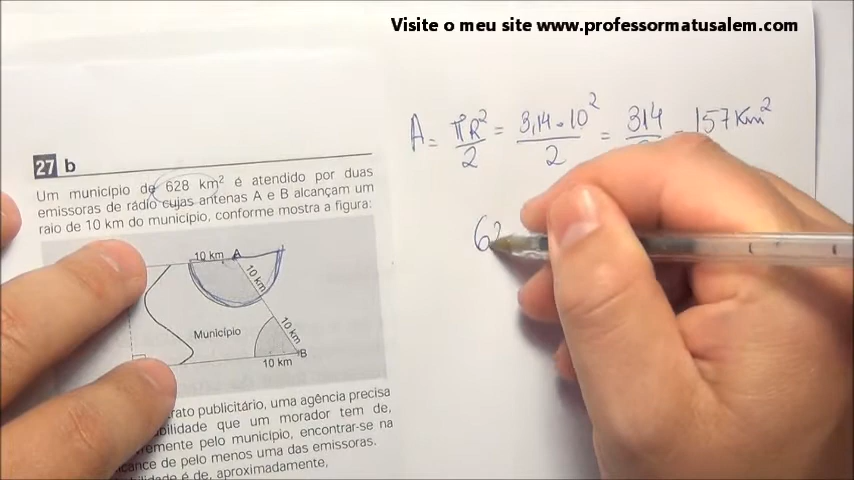 Visite o meu site www.professormatusalem.com
A = πR²/2 = 3,14 • 10²/2 = 314 = 157 Km²
27 b
Um município de 628 km² é atendido por duas
emissoras de rádio cujas antenas A e B alcançam um
raio de 10 km do município, conforme mostra a figura:
10 km A
10 km
Município
10 km
B
10 km
trato publicitário, uma agência precisa
que um morador tem de,
pelo município, encontrar-se na
de pelo menos uma das emissoras.
é de, aproximadamente,
62